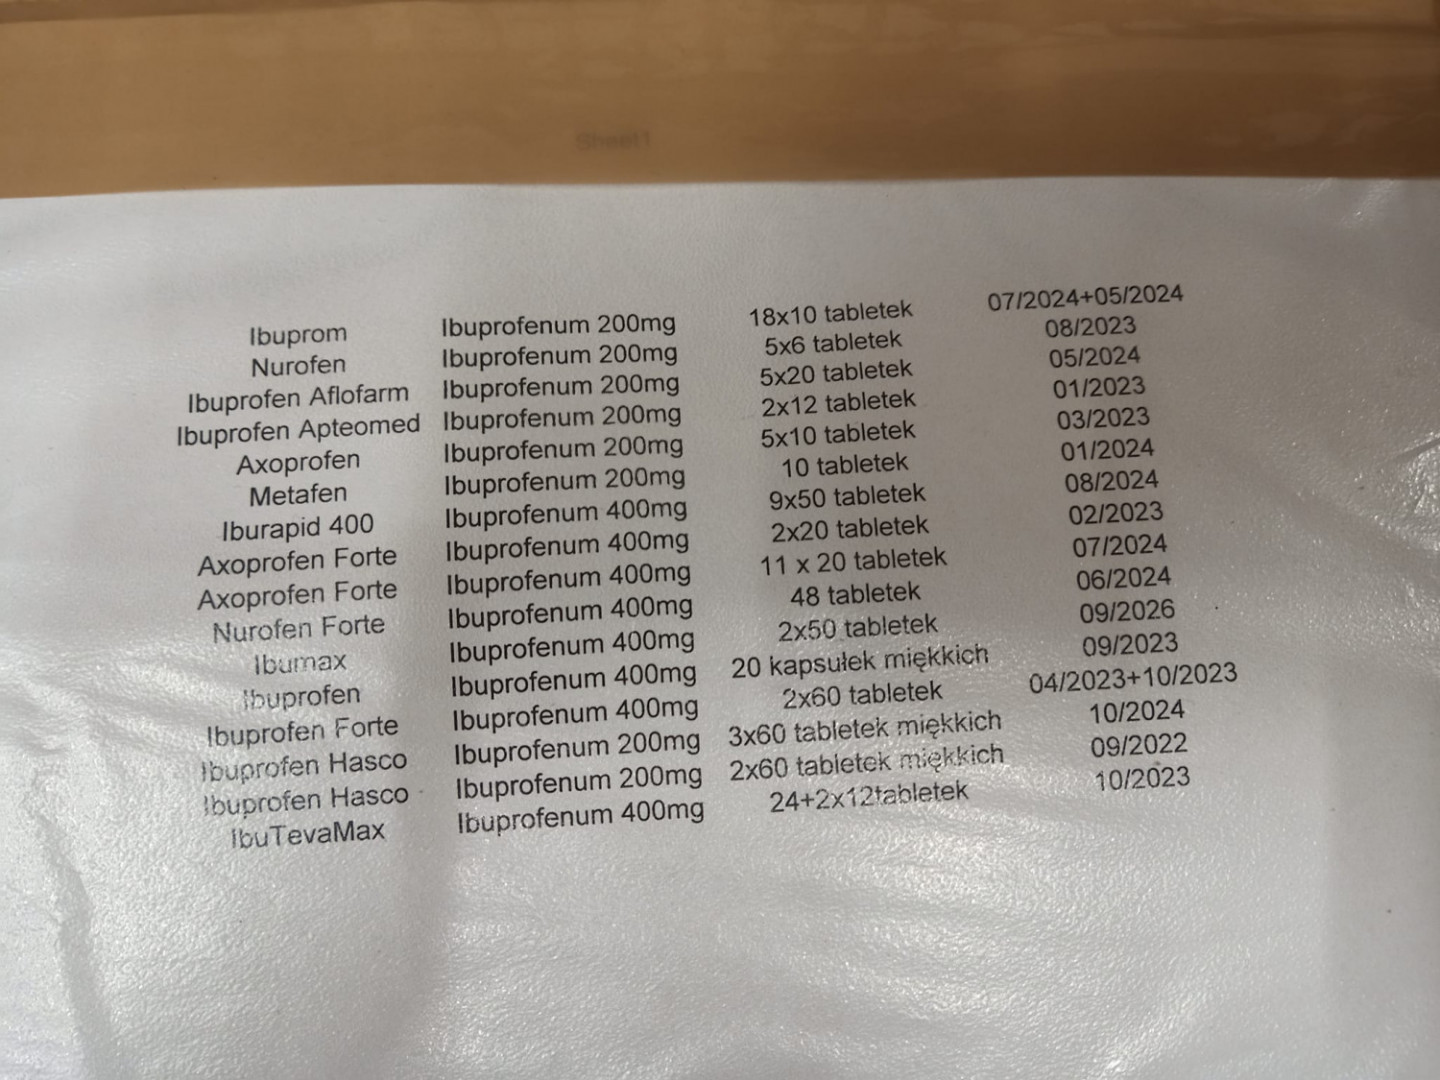 Sheet1
Ibuprom Ibuprofenum 200mg 18x10 tabletek 07/2024+05/2024
Nurofen Ibuprofenum 200mg 5x6 tabletek 08/2023
Ibuprofen Aflofarm Ibuprofenum 200mg 5x20 tabletek 05/2024
Ibuprofen Apteomed Ibuprofenum 200mg 2x12 tabletek 01/2023
Axoprofen Ibuprofenum 200mg 5x10 tabletek 03/2023
Metafen Ibuprofenum 200mg 10 tabletek 01/2024
Iburapid 400 Ibuprofenum 400mg 9x50 tabletek 08/2024
Axoprofen Forte Ibuprofenum 400mg 2x20 tabletek 02/2023
Axoprofen Forte Ibuprofenum 400mg 11 x 20 tabletek 07/2024
Nurofen Forte Ibuprofenum 400mg 48 tabletek 06/2024
Ibumax Ibuprofenum 400mg 2x50 tabletek 09/2026
Ibuprofen Ibuprofenum 400mg 20 kapsułek miękkich 09/2023
Ibuprofen Forte Ibuprofenum 400mg 2x60 tabletek 04/2023+10/2023
Ibuprofen Hasco Ibuprofenum 200mg 3x60 tabletek miękkich 10/2024
Ibuprofen Hasco Ibuprofenum 200mg 2x60 tabletek miękkich 09/2022
IbuTevaMax Ibuprofenum 400mg 24+2x12tabletek 10/2023